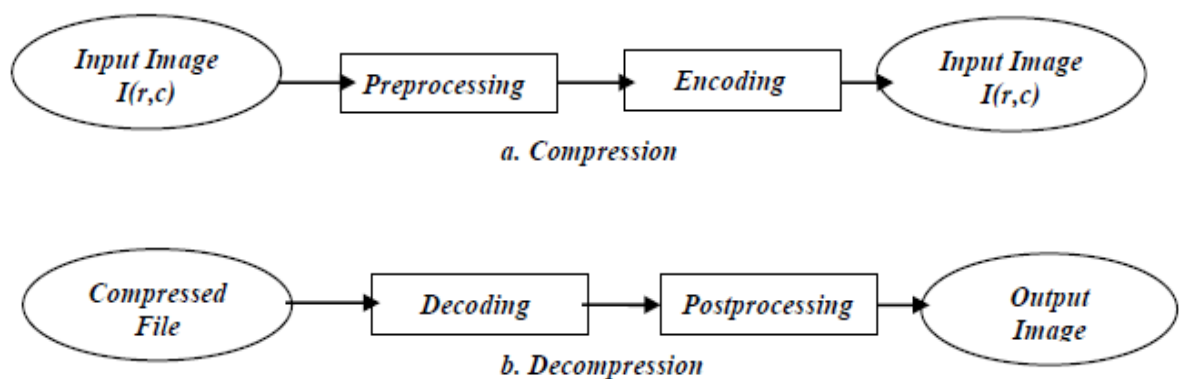 Input Image
I(r,c)
Preprocessing
Encoding
Input Image
I(r,c)
a. Compression
Compressed
File
Decoding
Postprocessing
Output
Image
b. Decompression